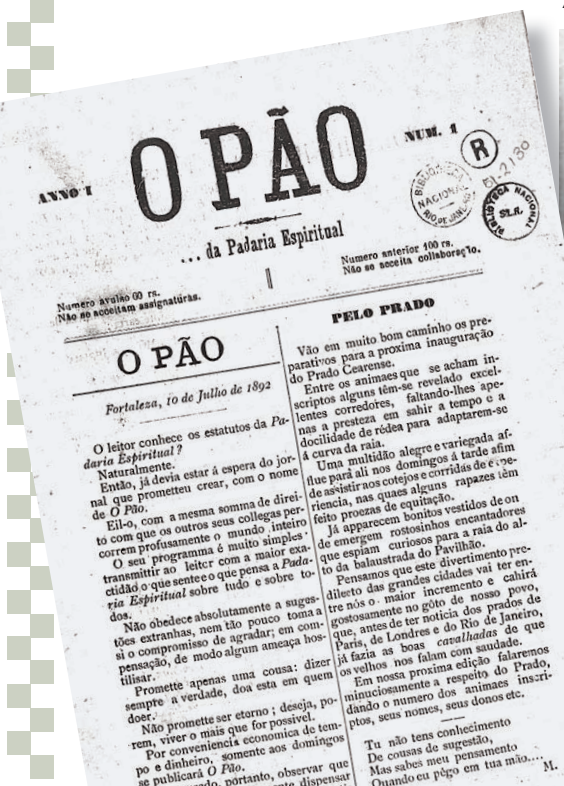 ANNO I
O PÃO
NUM. 1
R
51-2130
BIBLIOTHECA NACIONAL
RIO DE JAN.
BIBLIOTECA NACIONAL
S.R.
... da Padaria Espiritual
Numero avulso 60 rs.
Não se acceitam assignaturas.
Numero anterior 100 rs.
Não se acceita collaboração.
O PÃO
Fortaleza, 10 de Julho de 1892
O leitor conhece os estatutos da Pa-
daria Espiritual?
Naturalmente.
Então, já devia estar á espera do jor-
nal que prometteu crear, com o nome
de O Pão.
Eil-o, com a mesma somma de direi-
to com que os outros seus collegas per-
correm profusamente o mundo inteiro
O seu programma é muito simples:
transmittir ao leitor com a maior exa-
ctidão o que sente e o que pensa a Pada-
ria Espiritual sobre tudo e sobre to-
dos.
Não obedece absolutamente a suges-
tões extranhas, nem tão pouco toma a
si o compromisso de agradar; em com-
pensação, de modo algum ameaça hos-
tilisar.
Promette apenas uma cousa: dizer
sempre a verdade, doa esta em quem
doer.
Não promette ser eterno; deseja, po-
rem, viver o mais que for possivel.
Por conveniencia economica de tem-
po e dinheiro, somente aos domingos
se publicará O Pão.
portanto, observar que
dispensar
PELO PRADO
Vão em muito bom caminho os pre-
parativos para a proxima inauguração
do Prado Cearense.
Entre os animaes que se acham in-
scriptos alguns têm-se revelado excel-
lentes corredores, faltando-lhes ape-
nas a presteza em sahir a tempo e a
docilidade de rédea para adaptarem-se
á curva da raia.
Uma multidão alegre e variegada af-
flue para ali nos domingos á tarde afim
de assistir aos cotejos e corridas de expe-
riencia, nas quaes alguns rapazes têm
feito proezas de equitação.
Já apparecem bonitos vestidos de on
de emergem rostosinhos encantadores
que espiam curiosos para a raia do al-
to da balaustrada do Pavilhão.
Pensamos que este divertimento pre-
dilecto das grandes cidades vai ter en-
tre nós o maior incremento e cahirá
gostosamente no gôto de nosso povo,
que, antes de ter noticia dos prados de
Paris, de Londres e do Rio de Janeiro,
já fazia as boas cavalhadas de que
os velhos nos falam com saudade.
Em nossa proxima edição falaremos
minuciosamente a respeito do Prado,
dando o numero dos animaes inscri-
ptos, seus nomes, seus donos etc.
Tu não tens conhecimento
De cousas de sugestão,
Mas sabes meu pensamento
Quando eu pégo em tua mão....
M.